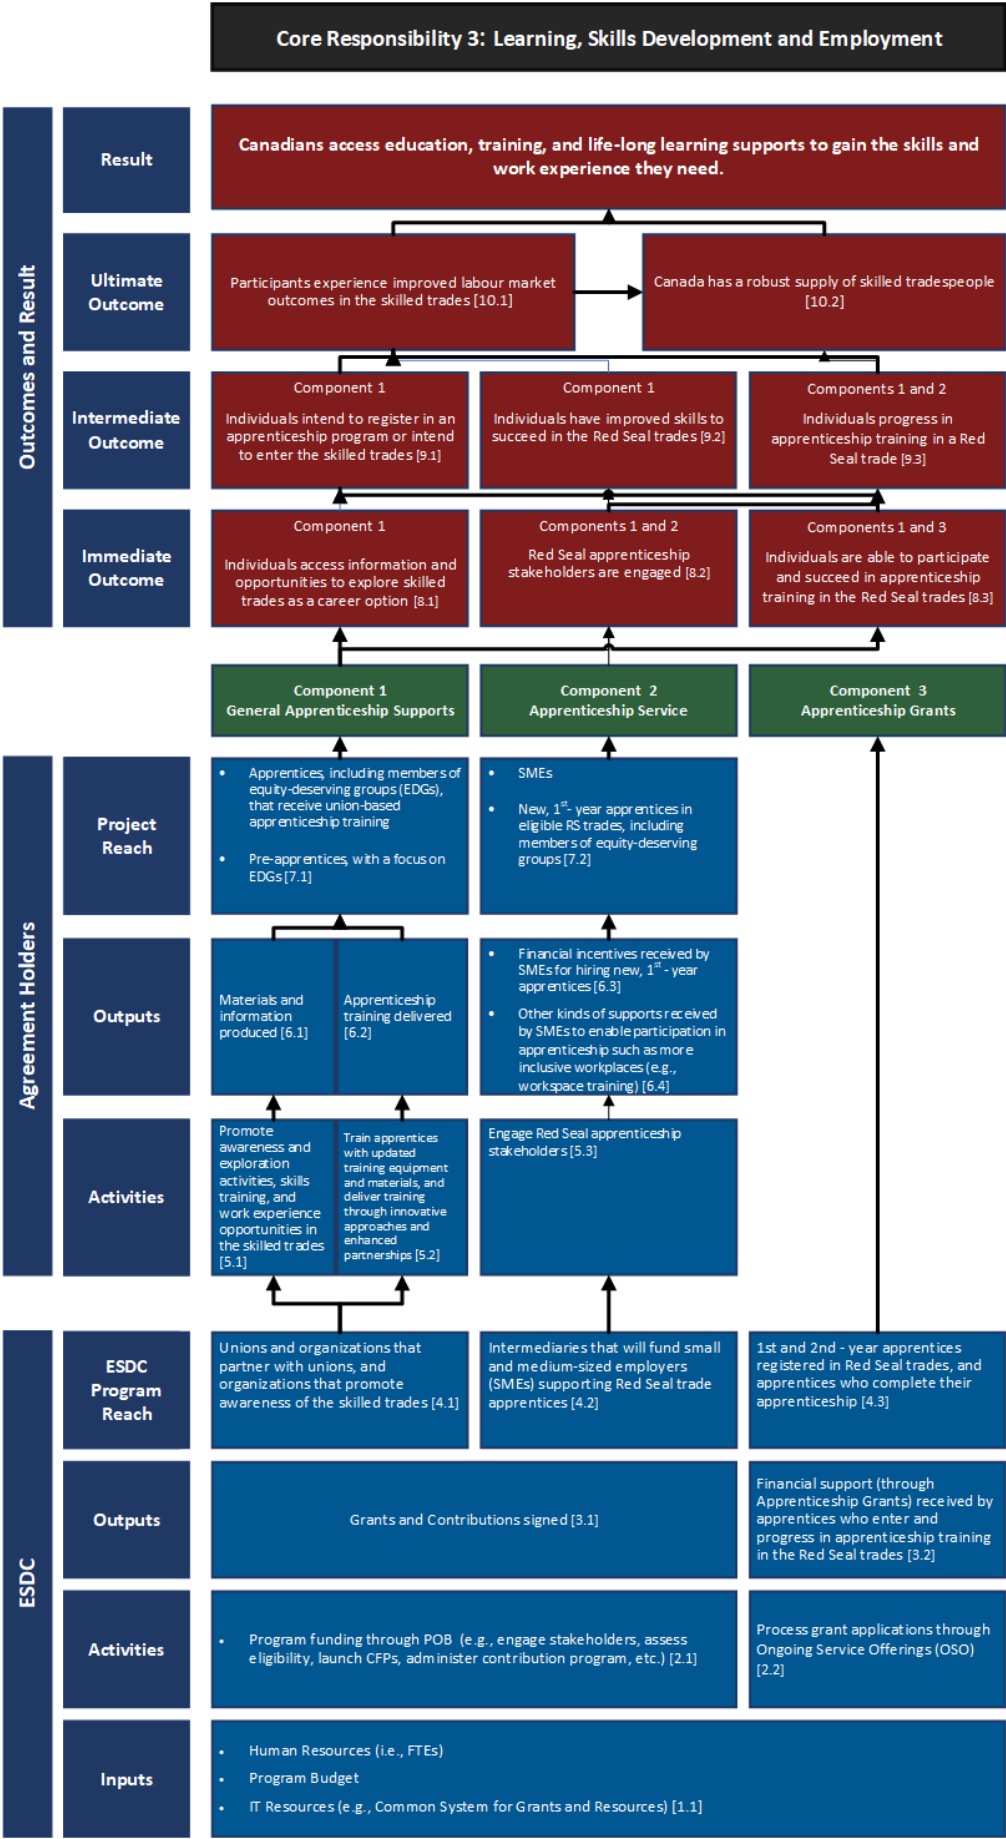 Core Responsibility 3: Learning, Skills Development and Employment
Outcomes and Result
Result
Canadians access education, training, and life-long learning supports to gain the skills and
work experience they need.
Ultimate
Outcome
Participants experience improved labour market
outcomes in the skilled trades [10.1]
Canada has a robust supply of skilled tradespeople
[10.2]
Intermediate
Outcome
Component 1
Individuals intend to register in an
apprenticeship program or intend
to enter the skilled trades [9.1]
Component 1
Individuals have improved skills to
succeed in the Red Seal trades [9.2]
Components 1 and 2
Individuals progress in
apprenticeship training in a Red
Seal trade [9.3]
Immediate
Outcome
Component 1
Individuals access information and
opportunities to explore skilled
trades as a career option [8.1]
Components 1 and 2
Red Seal apprenticeship
stakeholders are engaged [8.2]
Components 1 and 3
Individuals are able to participate
and succeed in apprenticeship
training in the Red Seal trades [8.3]
Component 1
General Apprenticeship Supports
Component 2
Apprenticeship Service
Component 3
Apprenticeship Grants
Agreement Holders
Project
Reach
• Apprentices, including members of
equity-deserving groups (EDGs),
that receive union-based
apprenticeship training
• Pre-apprentices, with a focus on
EDGs [7.1]
• SMEs
• New, 1st- year apprentices in
eligible RS trades, including
members of equity-deserving
groups [7.2]
Outputs
Materials and
information
produced [6.1]
Apprenticeship
training delivered
[6.2]
• Financial incentives received by
SMEs for hiring new, 1st - year
apprentices [6.3]
• Other kinds of supports received
by SMEs to enable participation in
apprenticeship such as more
inclusive workplaces (e.g.,
workspace training) [6.4]
Activities
Promote
awareness and
exploration
activities, skills
training, and
work experience
opportunities in
the skilled trades
[5.1]
Train apprentices
with updated
training equipment
and materials, and
deliver training
through innovative
approaches and
enhanced
partnerships [5.2]
Engage Red Seal apprenticeship
stakeholders [5.3]
ESDC
ESDC
Program
Reach
Unions and organizations that
partner with unions, and
organizations that promote
awareness of the skilled trades [4.1]
Intermediaries that will fund small
and medium-sized employers
(SMEs) supporting Red Seal trade
apprentices [4.2]
1st and 2nd - year apprentices
registered in Red Seal trades, and
apprentices who complete their
apprenticeship [4.3]
Outputs
Grants and Contributions signed [3.1]
Financial support (through
Apprenticeship Grants) received by
apprentices who enter and
progress in apprenticeship training
in the Red Seal trades [3.2]
Activities
• Program funding through POB (e.g., engage stakeholders, assess
eligibility, launch CFPs, administer contribution program, etc.) [2.1]
Process grant applications through
Ongoing Service Offerings (OSO)
[2.2]
Inputs
• Human Resources (i.e., FTEs)
• Program Budget
• IT Resources (e.g., Common System for Grants and Resources) [1.1]